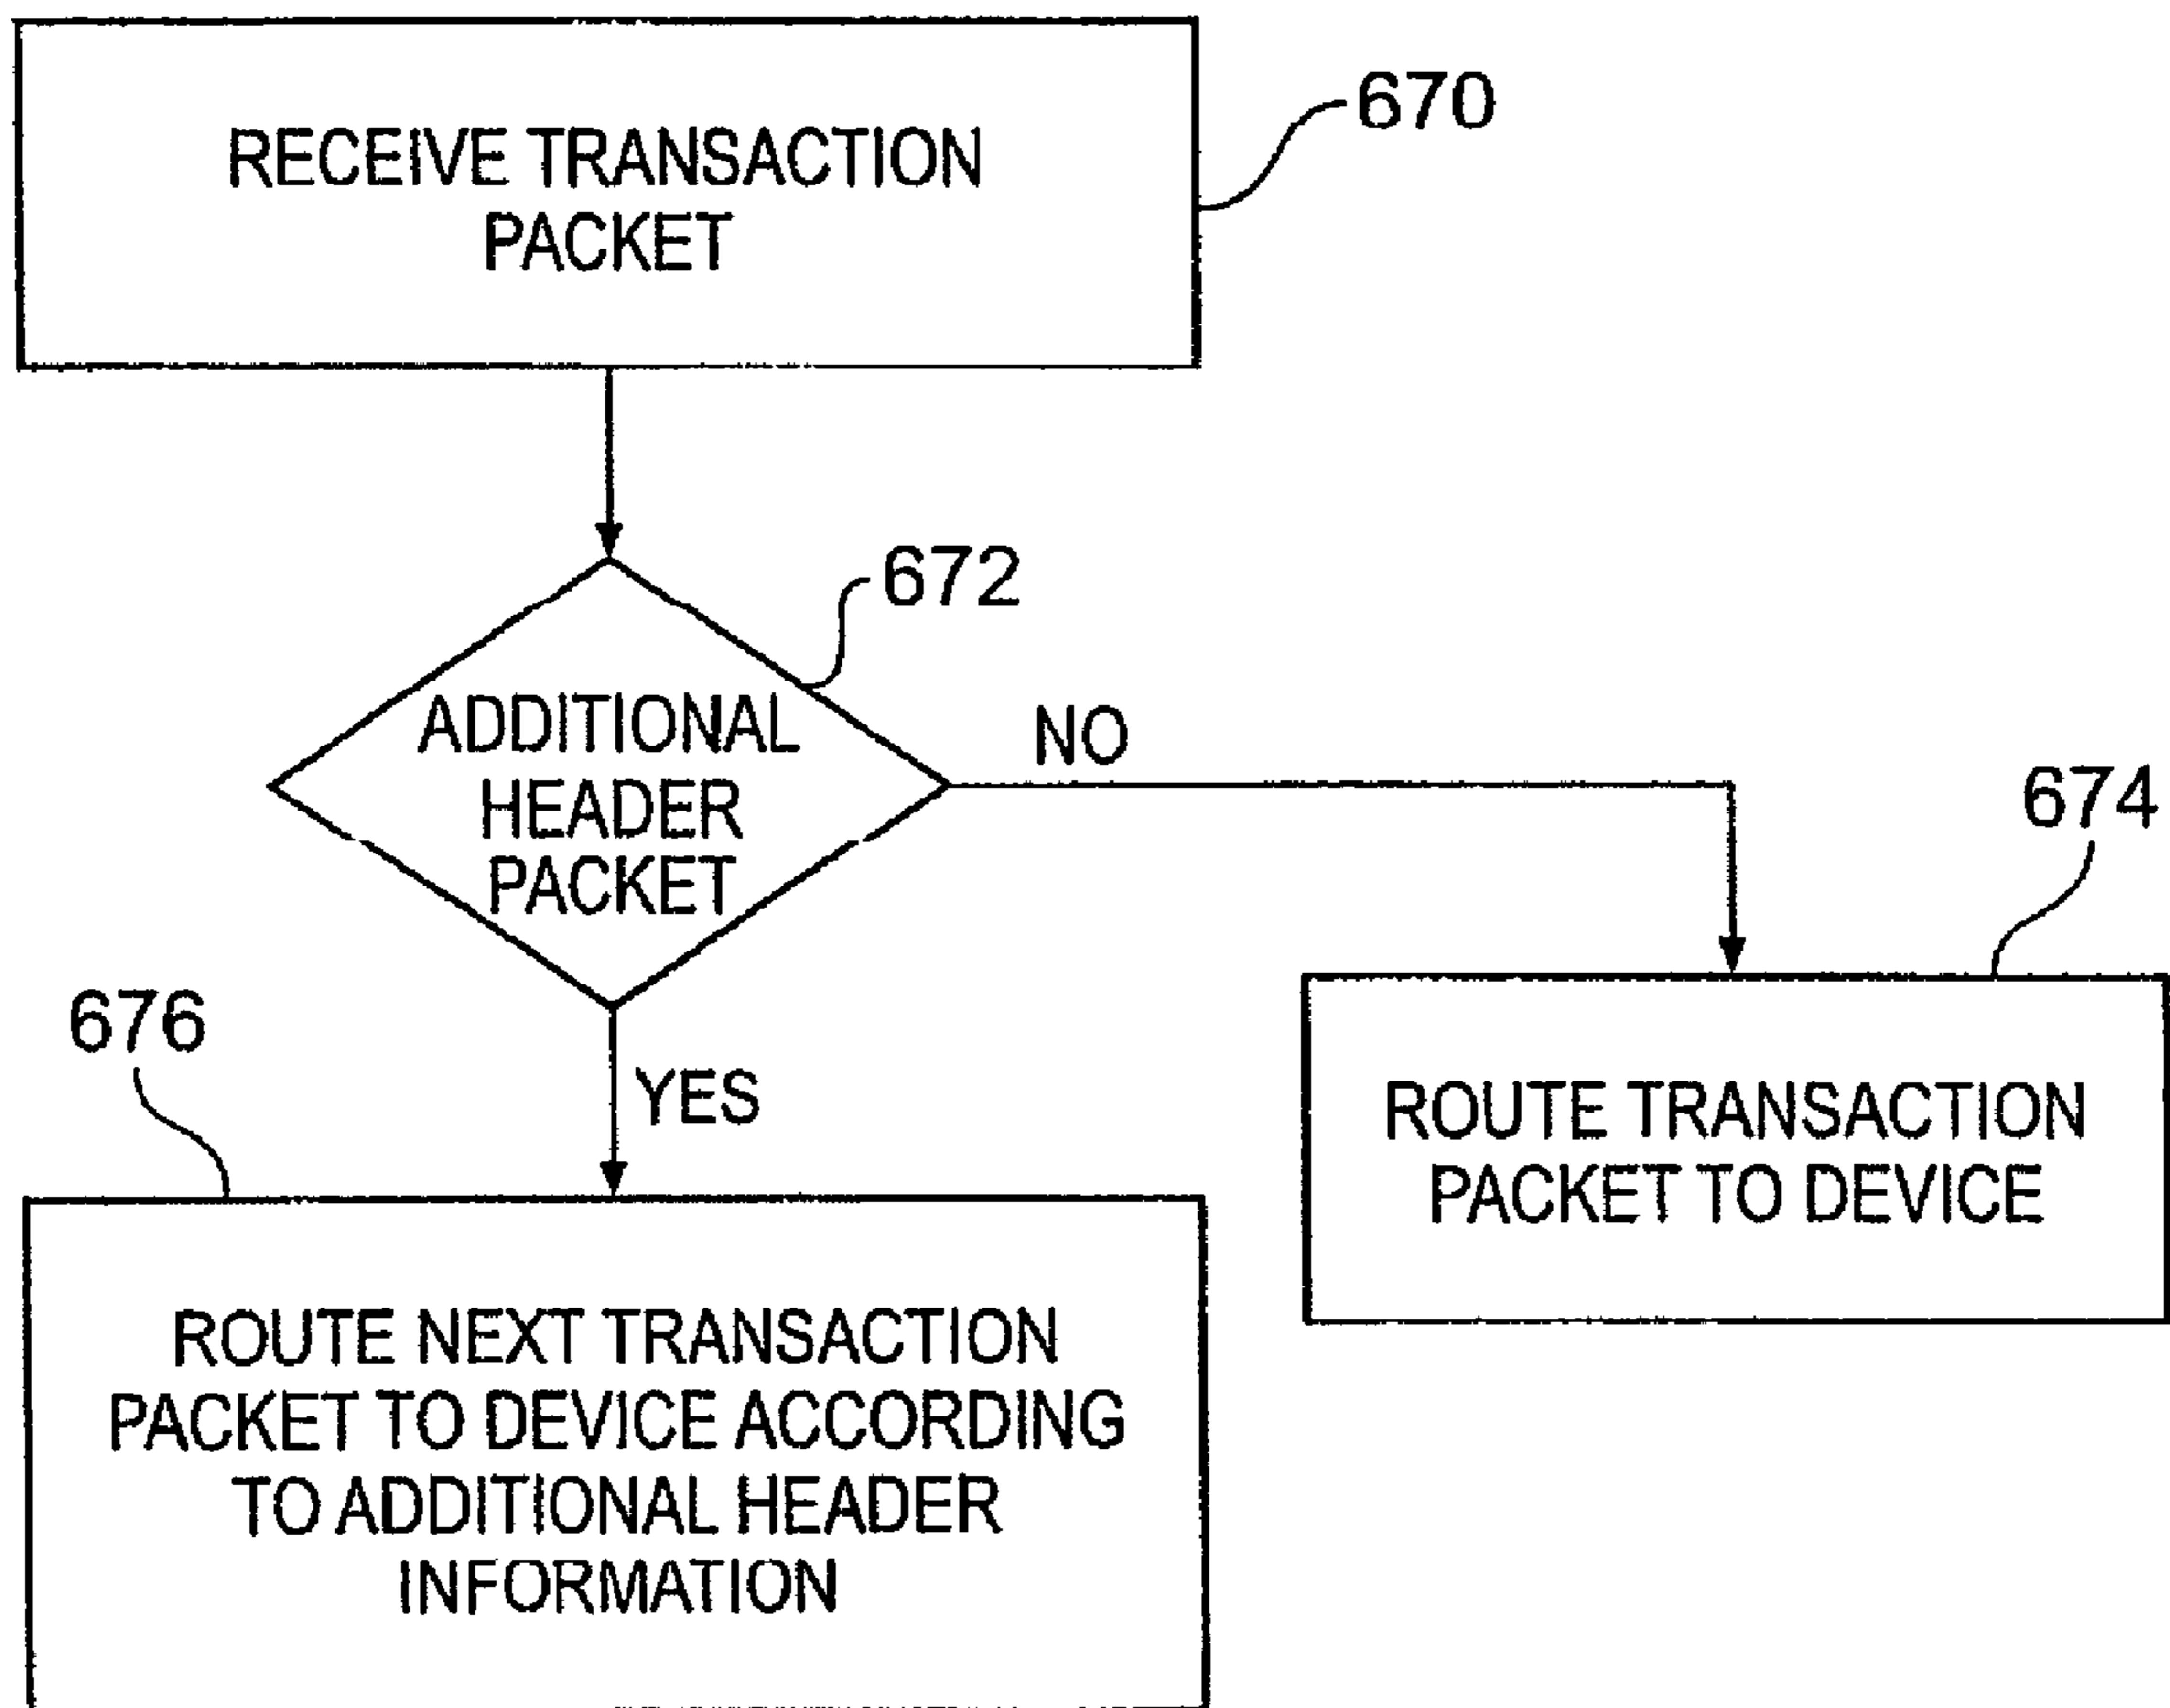 RECEIVE TRANSACTION
PACKET
670
672
ADDITIONAL
HEADER
PACKET
NO
674
676
YES
ROUTE TRANSACTION
PACKET TO DEVICE
ROUTE NEXT TRANSACTION
PACKET TO DEVICE ACCORDING
TO ADDITIONAL HEADER
INFORMATION